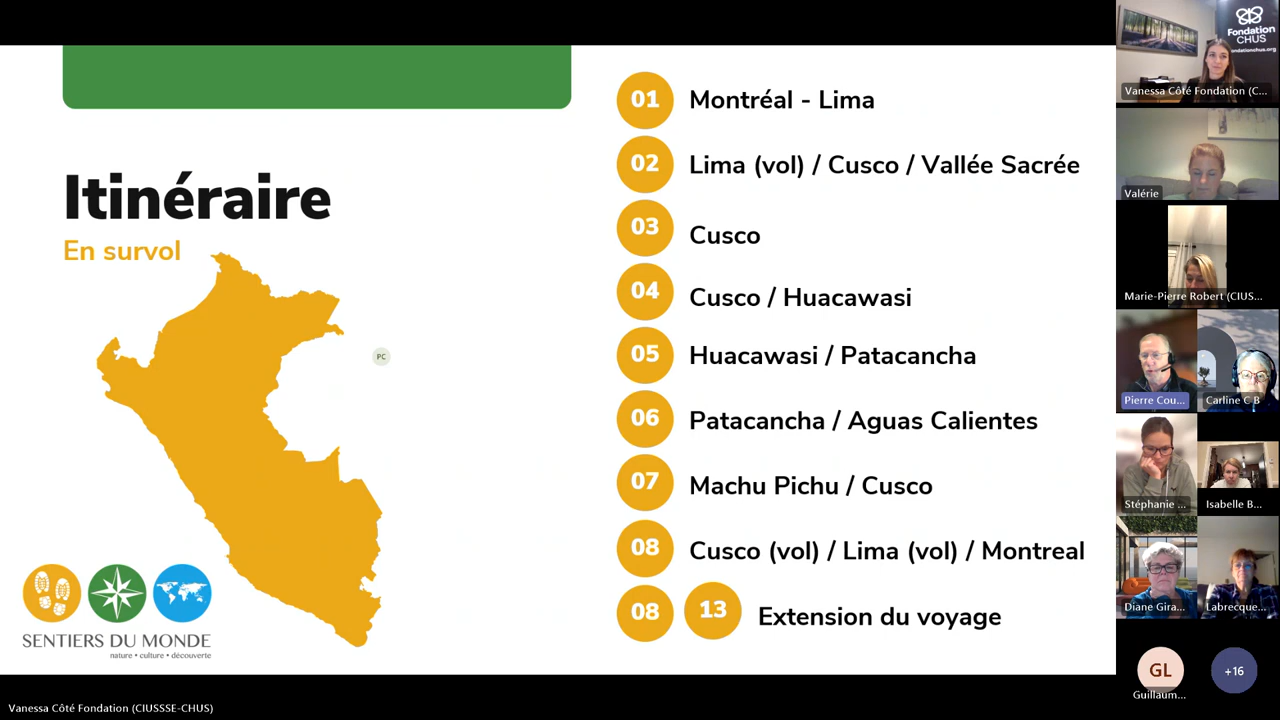 Itinéraire
En survol
PC
SENTIERS DU MONDE
nature • culture • découverte
01 Montréal - Lima
02 Lima (vol) / Cusco / Vallée Sacrée
03 Cusco
04 Cusco / Huacawasi
05 Huacawasi / Patacancha
06 Patacancha / Aguas Calientes
07 Machu Pichu / Cusco
08 Cusco (vol) / Lima (vol) / Montreal
08 13 Extension du voyage
Fondation
CHUS
fondationchus.org
Vanessa Côté Fondation (C...
Valérie
Marie-Pierre Robert (CIUS...
Pierre Cou...
Carline C B
Stéphanie ...
Isabelle B...
Diane Gira...
Labrecque...
GL
Guillaum...
+16
Vanessa Côté Fondation (CIUSSSE-CHUS)